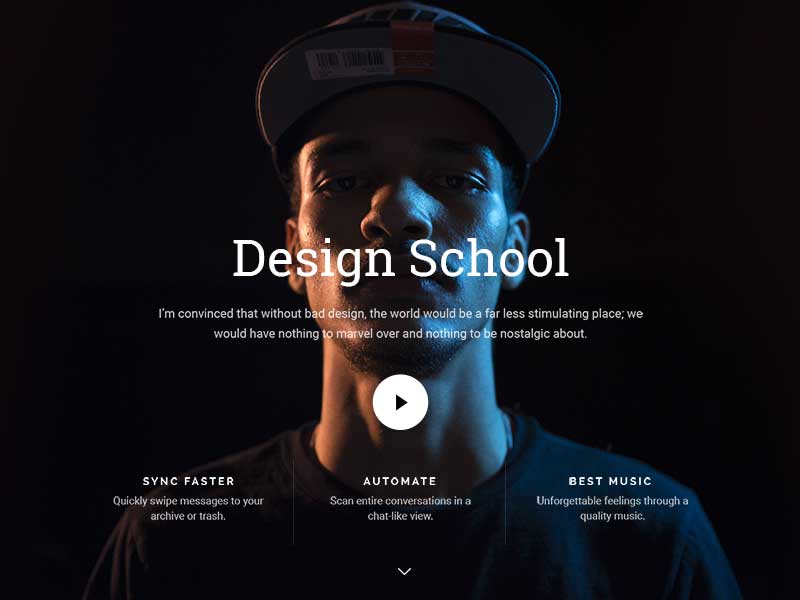 Design School
I'm convinced that without bad design, the world would be a far less stimulating place; we
would have nothing to marvel over and nothing to be nostalgic about.
SYNC FASTER
Quickly swipe messages to your
archive or trash.
AUTOMATE
Scan entire conversations in a
chat-like view.
BEST MUSIC
Unforgettable feelings through a
quality music.